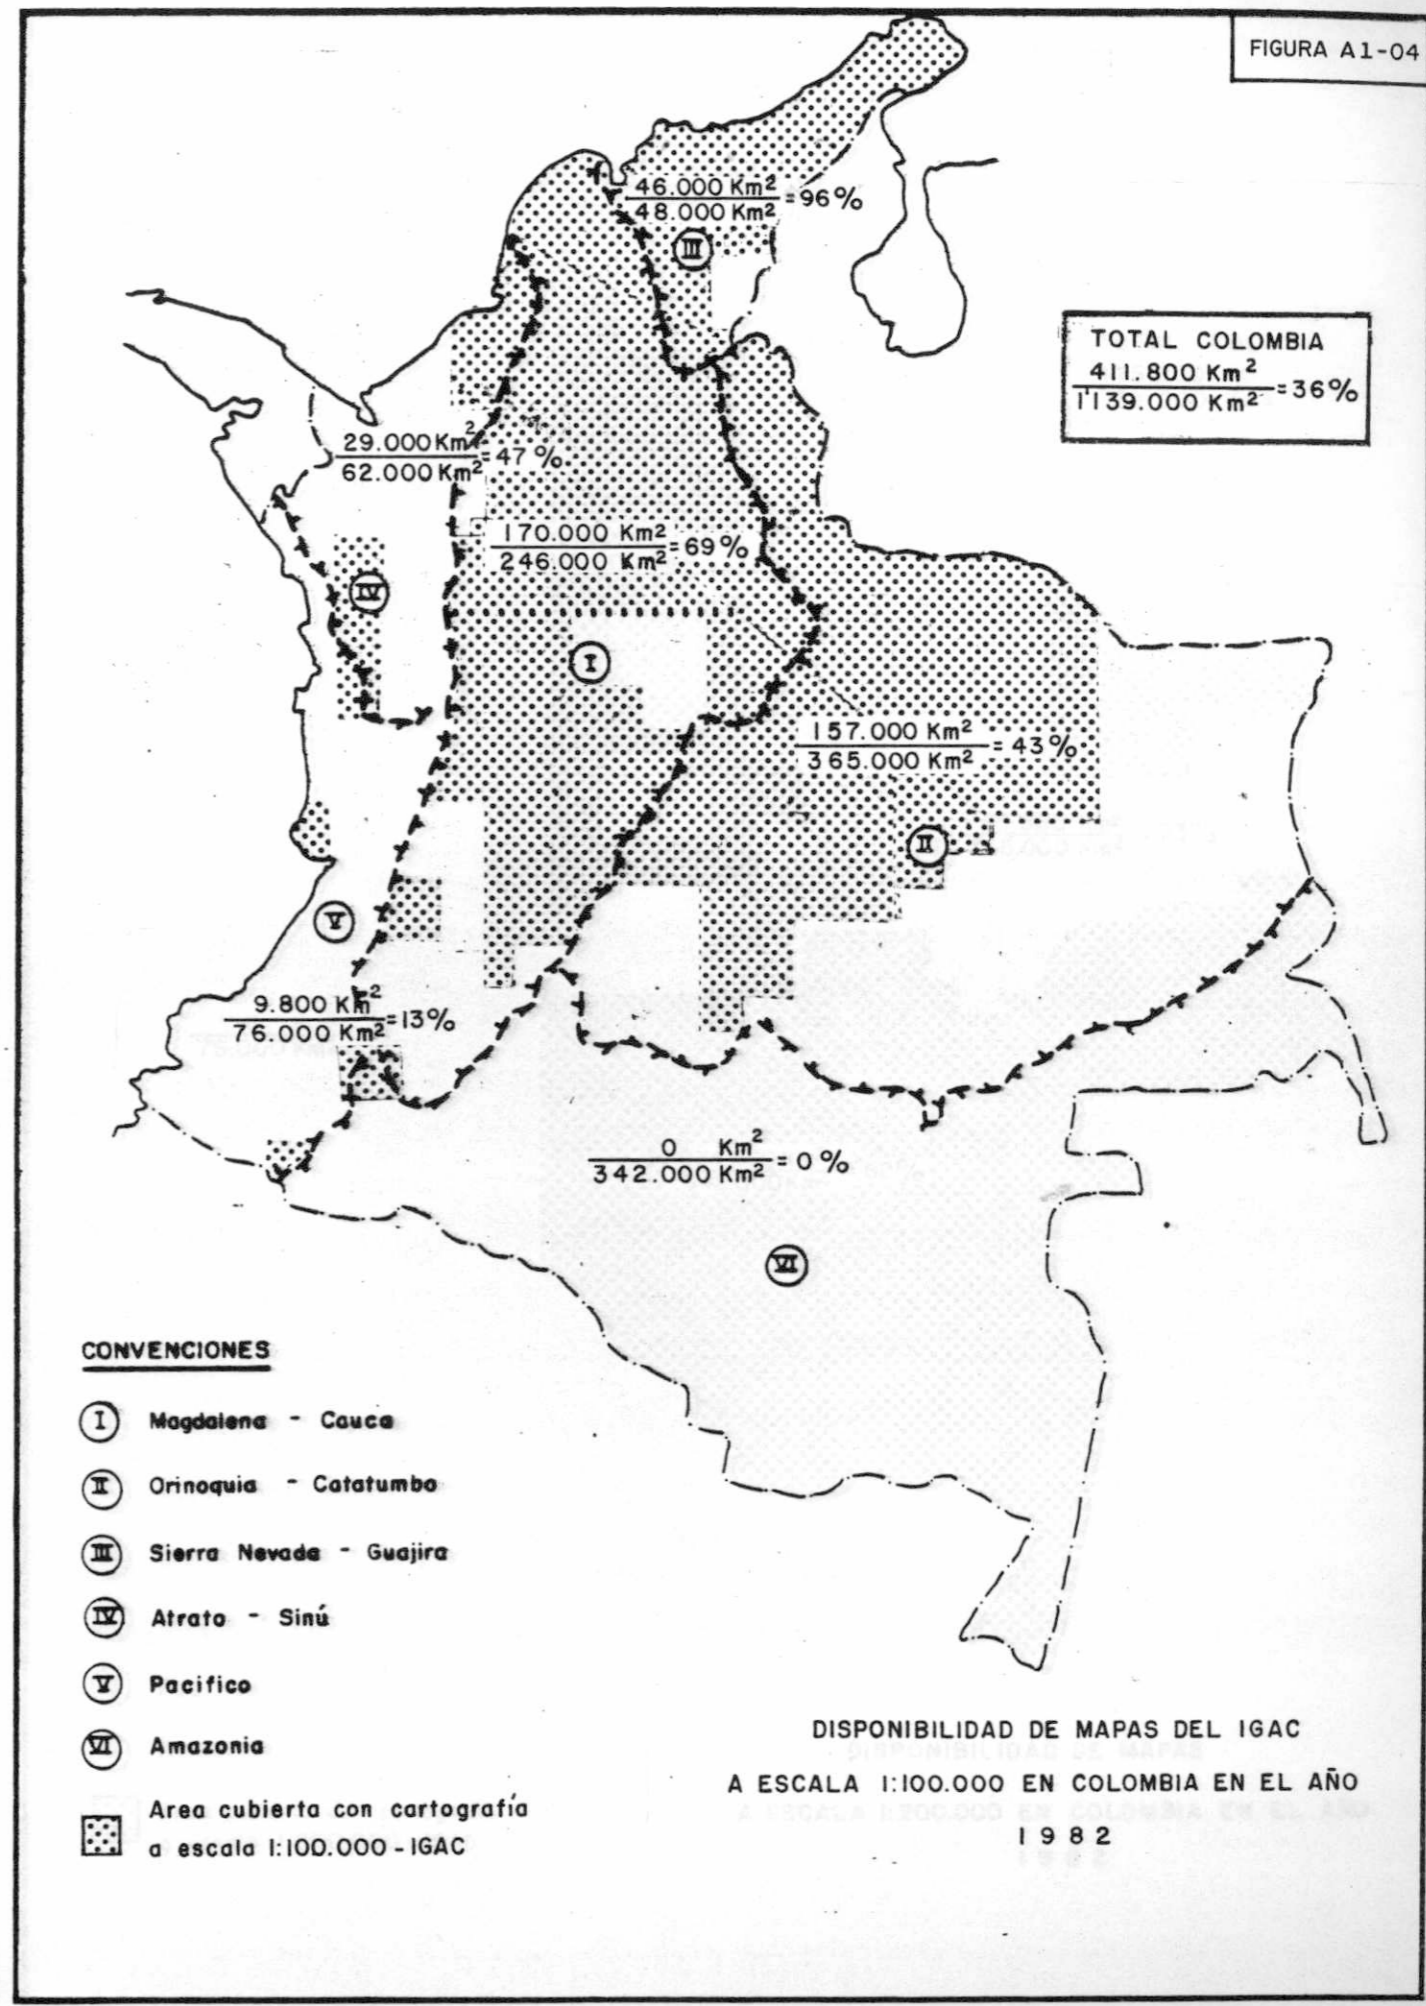 FIGURA A1-04
46.000 Km2
48.000 Km2 =96%
III
TOTAL COLOMBIA
411.800 Km2
1'139.000 Km2 =36%
29.000 Km2
62.000 Km2 =47%
170.000 Km2
246.000 Km2 =69%
IV
I
157.000 Km2
365.000 Km2 =43%
II
V
9.800 Km2
76.000 Km2 =13%
0 Km2
342.000 Km2 =0%
VI
CONVENCIONES
I Magdalena - Cauca
II Orinoquia - Catatumbo
III Sierra Nevada - Guajira
IV Atrato - Sinú
V Pacifico
VI Amazonia
Area cubierta con cartografía
a escala 1:100.000 - IGAC
DISPONIBILIDAD DE MAPAS DEL IGAC
A ESCALA 1:100.000 EN COLOMBIA EN EL AÑO
1982